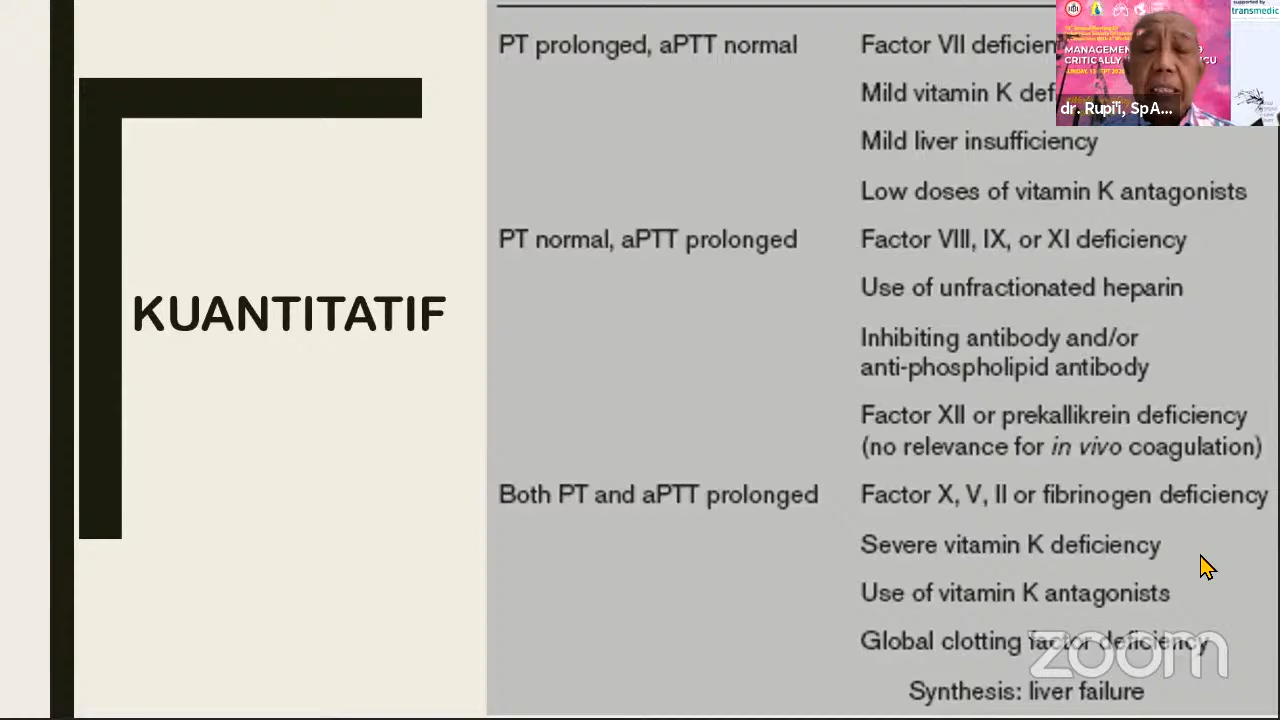 KUANTITATIF
PT prolonged, aPTT normal
Factor VII
Mild vitamin K
Mild liver insufficiency
Low doses of vitamin K antagonists
PT normal, aPTT prolonged
Factor VIII, IX, or XI deficiency
Use of unfractionated heparin
Inhibiting antibody and/or
anti-phospholipid antibody
Factor XII or prekallikrein deficiency
(no relevance for in vivo coagulation)
Both PT and aPTT prolonged
Factor X, V, II or fibrinogen deficiency
Severe vitamin K deficiency
Use of vitamin K antagonists
Global clotting factor deficiency
Synthesis: liver failure
supported by
transmedic
CRITICALLY
dr. Rupi'i, SpA...
zoom